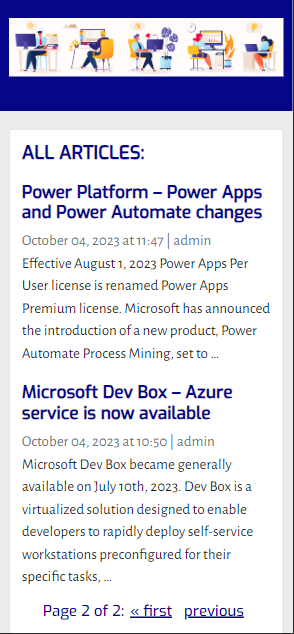 ALL ARTICLES:
Power Platform – Power Apps
and Power Automate changes
October 04, 2023 at 11:47 | admin
Effective August 1, 2023 Power Apps Per
User license is renamed Power Apps
Premium license. Microsoft has announced
the introduction of a new product, Power
Automate Process Mining, set to ...
Microsoft Dev Box – Azure
service is now available
October 04, 2023 at 10:50 | admin
Microsoft Dev Box became generally
available on July 10th, 2023. Dev Box is a
virtualized solution designed to enable
developers to rapidly deploy self-service
workstations preconfigured for their
specific tasks, ...
Page 2 of 2: « first previous